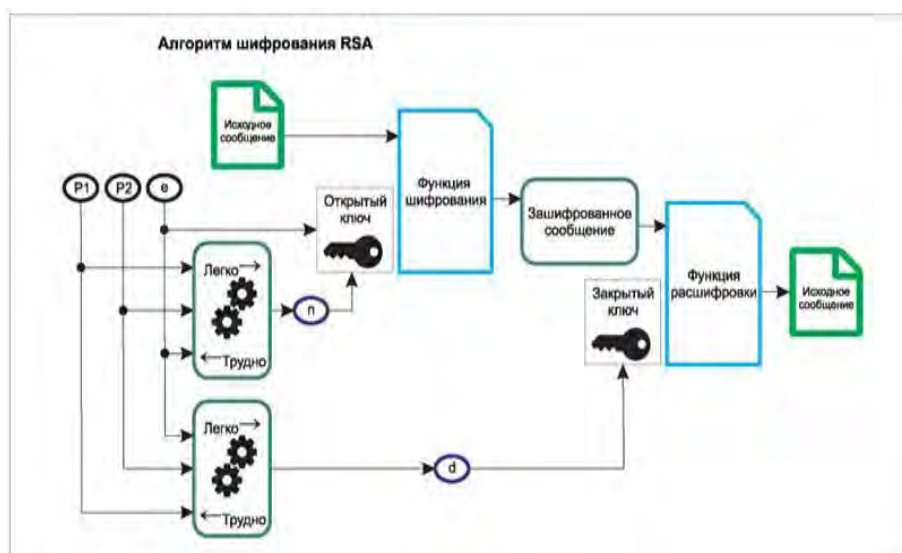 Алгоритм шифрования RSA
Исходное
сообщение
P1
P2
e
Открытый
ключ
Функция
шифрования
Зашифрованное
сообщение
Легко→
←Трудно
n
Закрытый
ключ
Функция
расшифровки
Исходное
сообщение
Легко→
←Трудно
d